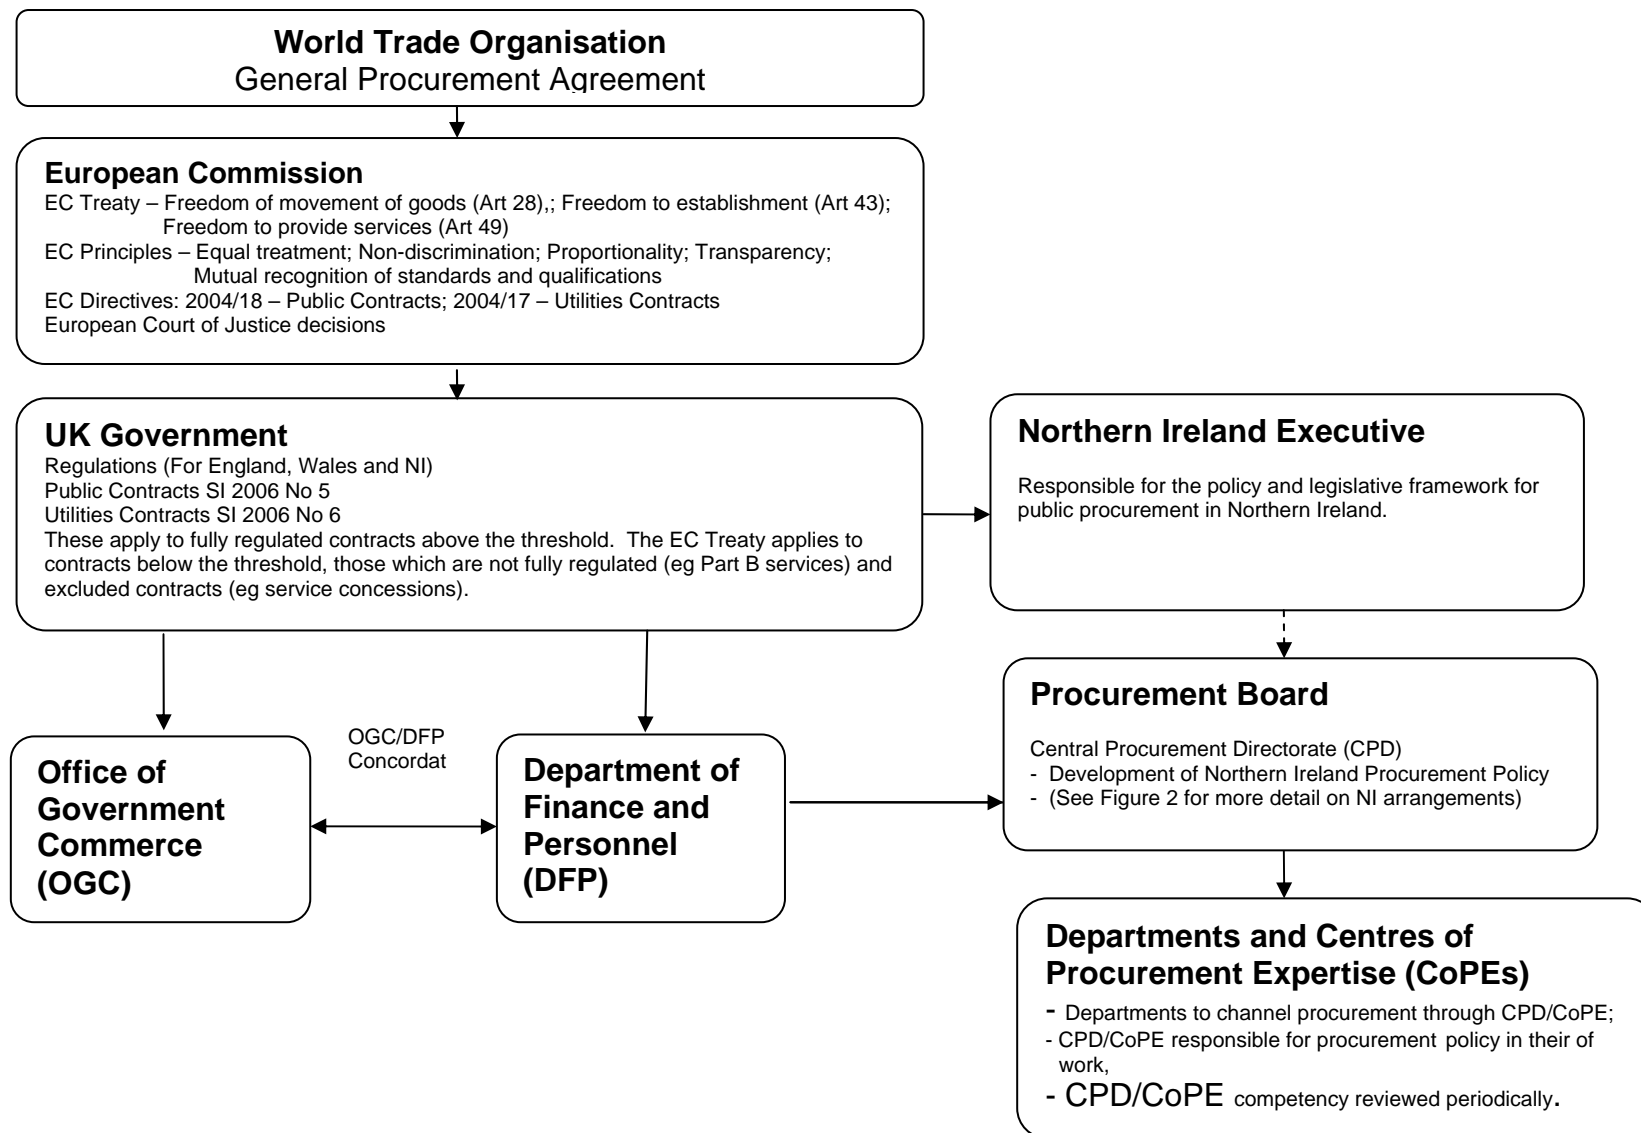 World Trade Organisation
General Procurement Agreement
European Commission
EC Treaty – Freedom of movement of goods (Art 28),; Freedom to establishment (Art 43);
Freedom to provide services (Art 49)
EC Principles – Equal treatment; Non-discrimination; Proportionality; Transparency;
Mutual recognition of standards and qualifications
EC Directives: 2004/18 – Public Contracts; 2004/17 – Utilities Contracts
European Court of Justice decisions
UK Government
Regulations (For England, Wales and NI)
Public Contracts SI 2006 No 5
Utilities Contracts SI 2006 No 6
These apply to fully regulated contracts above the threshold.  The EC Treaty applies to
contracts below the threshold, those which are not fully regulated (eg Part B services) and
excluded contracts (eg service concessions).
Northern Ireland Executive
Responsible for the policy and legislative framework for
public procurement in Northern Ireland.
Office of
Government
Commerce
(OGC)
OGC/DFP
Concordat
Department of
Finance and
Personnel
(DFP)
Procurement Board
Central Procurement Directorate (CPD)
- Development of Northern Ireland Procurement Policy
- (See Figure 2 for more detail on NI arrangements)
Departments and Centres of
Procurement Expertise (CoPEs)
- Departments to channel procurement through CPD/CoPE;
- CPD/CoPE responsible for procurement policy in their of
work,
- CPD/CoPE competency reviewed periodically.